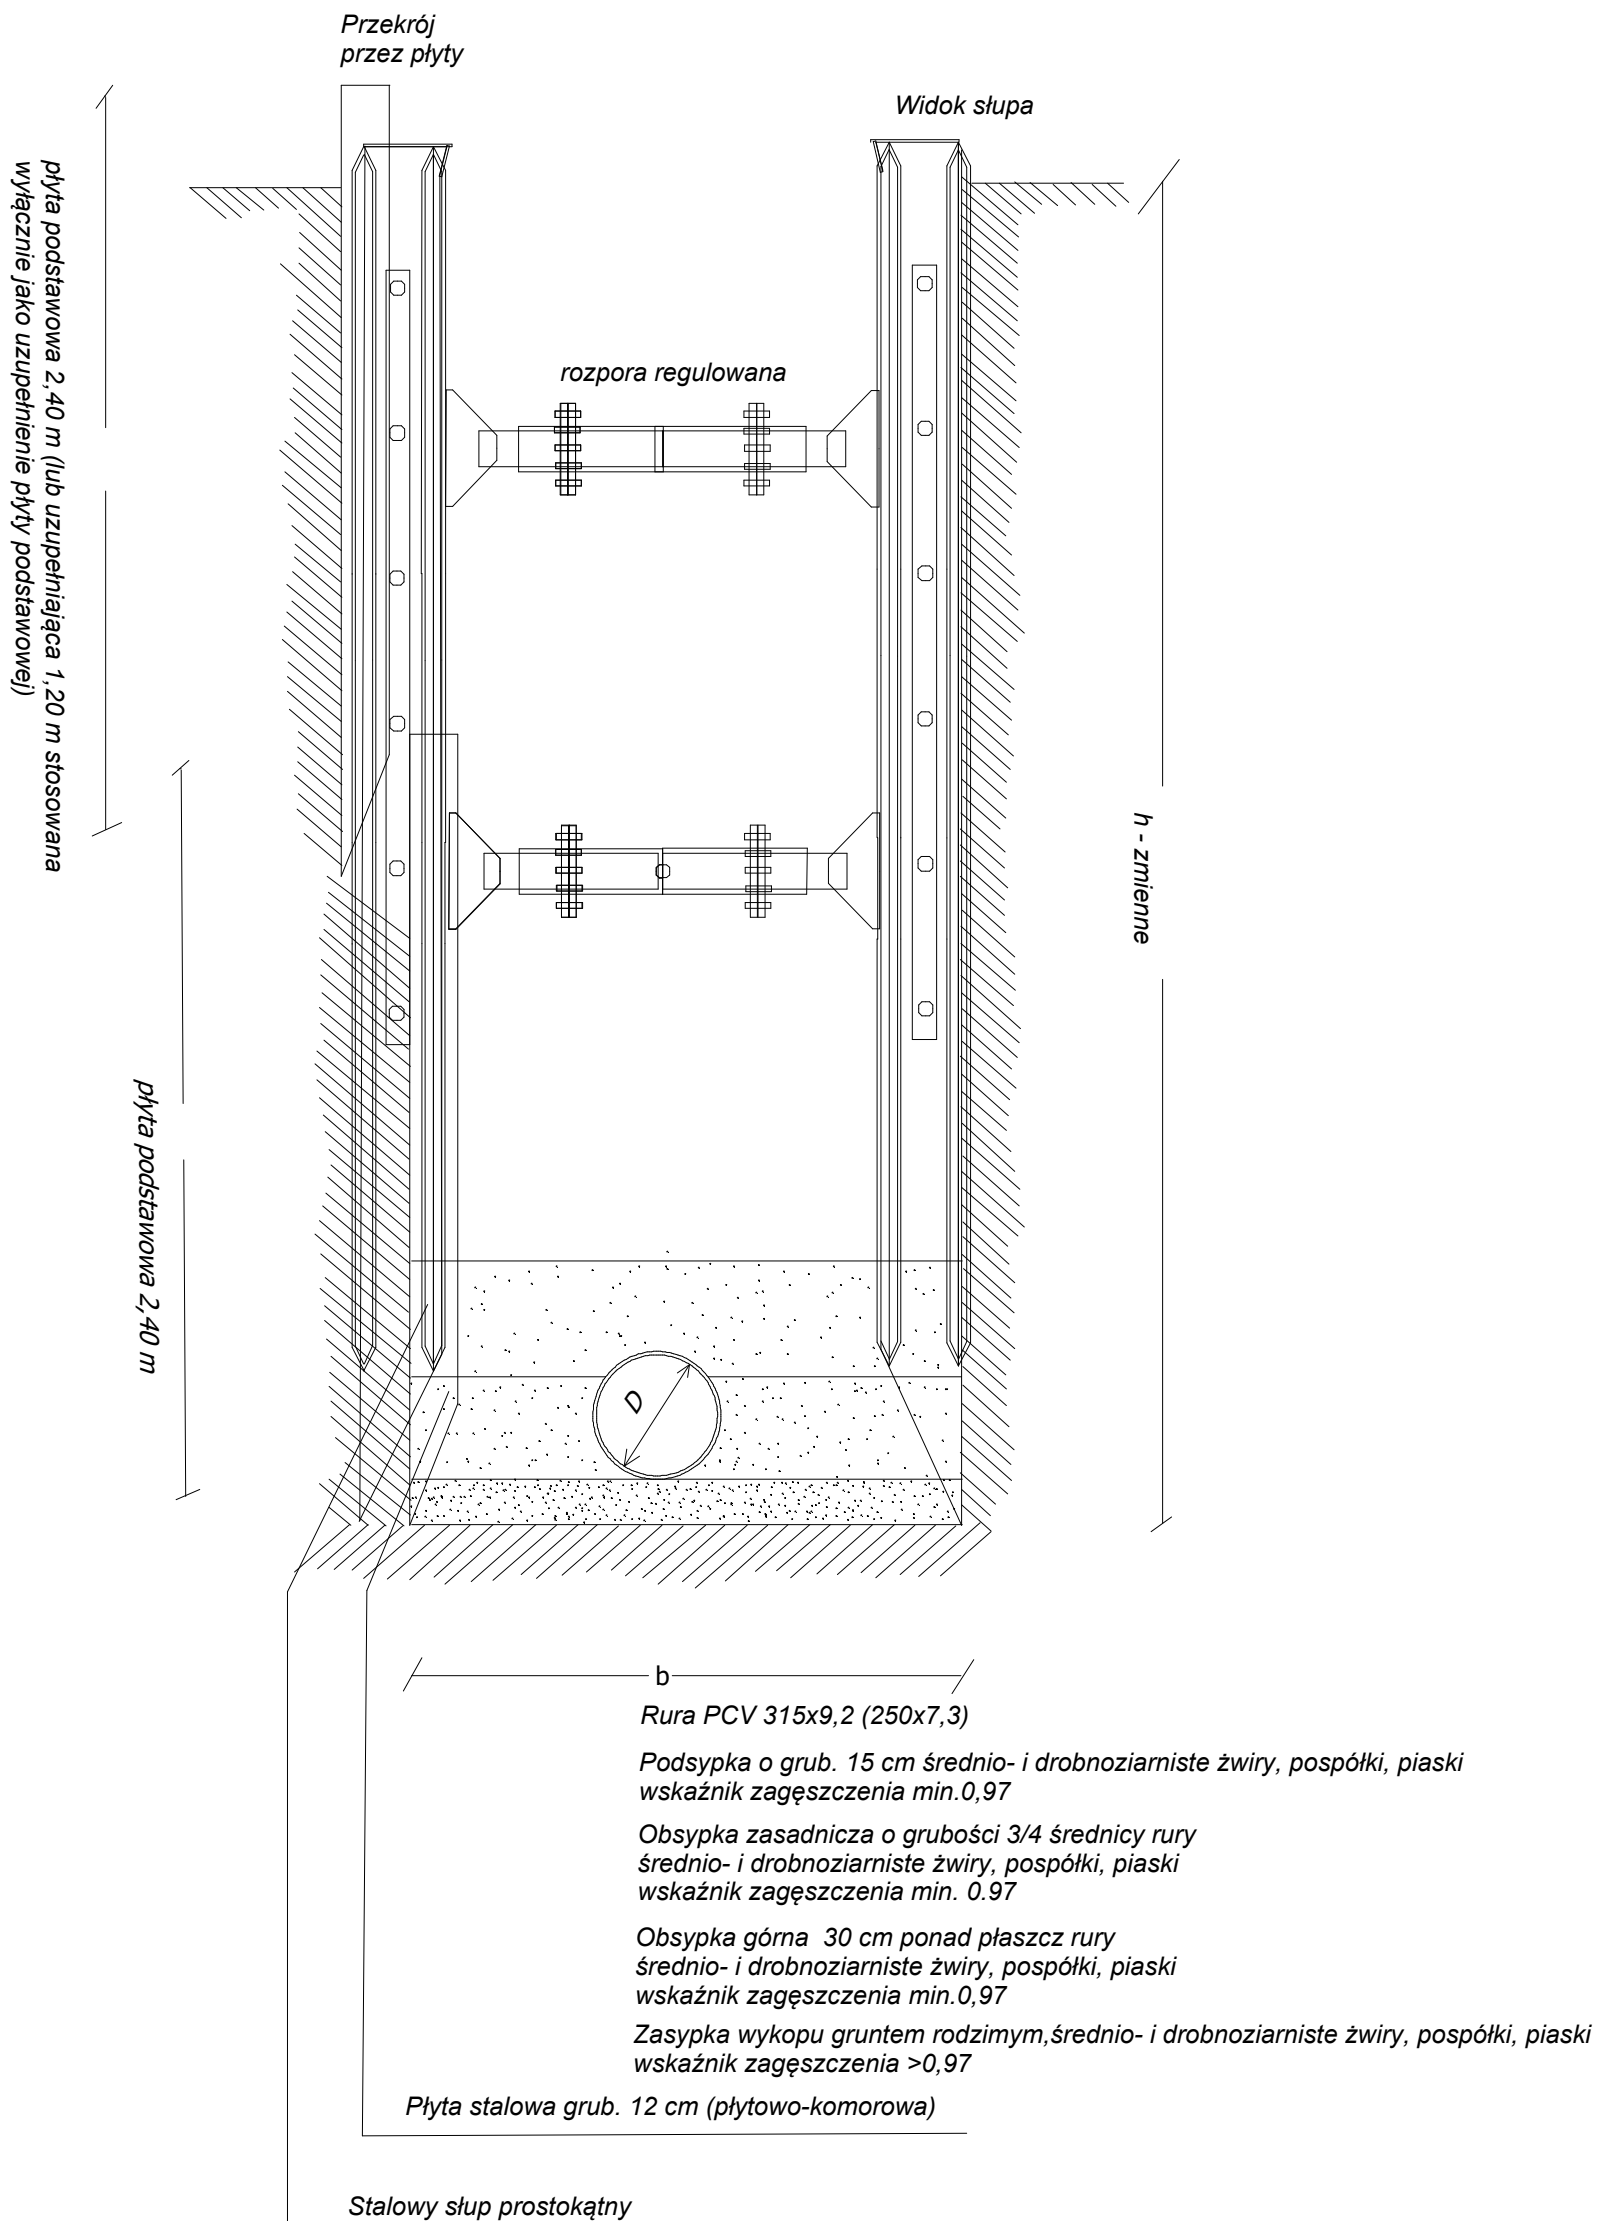 Przekrój
przez płyty
Widok słupa
płyta podstawowa 2,40 m (lub uzupełniająca 1,20 m stosowana
wyłącznie jako uzupełnienie płyty podstawowej)
rozpora regulowana
h - zmienne
płyta podstawowa 2,40 m
D
b
Rura PCV 315x9,2 (250x7,3)
Podsypka o grub. 15 cm średnio- i drobnoziarniste żwiry, pospółki, piaski
wskaźnik zagęszczenia min.0,97
Obsypka zasadnicza o grubości 3/4 średnicy rury
średnio- i drobnoziarniste żwiry, pospółki, piaski
wskaźnik zagęszczenia min. 0.97
Obsypka górna  30 cm ponad płaszcz rury
średnio- i drobnoziarniste żwiry, pospółki, piaski
wskaźnik zagęszczenia min.0,97
Zasypka wykopu gruntem rodzimym,średnio- i drobnoziarniste żwiry, pospółki, piaski
wskaźnik zagęszczenia >0,97
Płyta stalowa grub. 12 cm (płytowo-komorowa)
Stalowy słup prostokątny